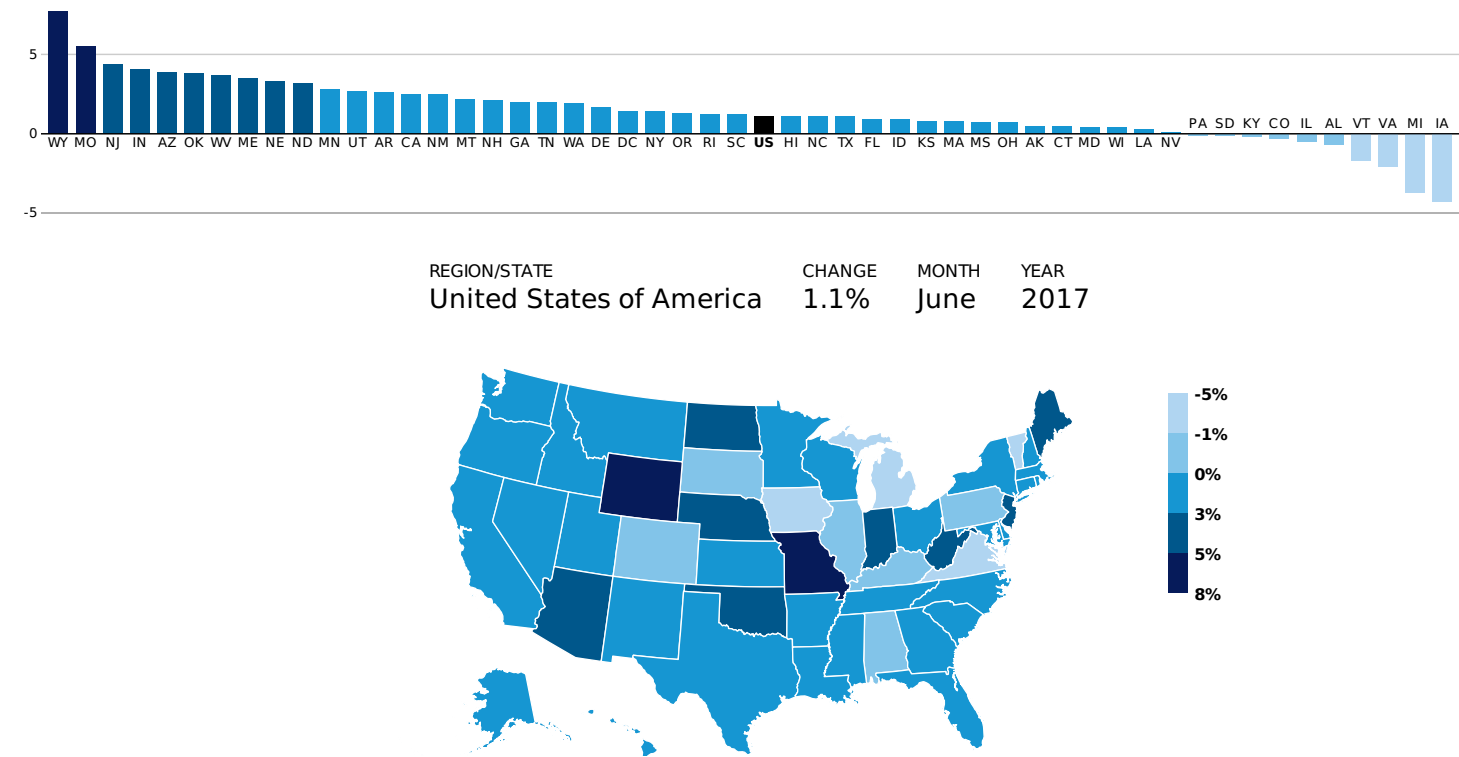 5
0
WY MO NJ IN AZ OK WV ME NE ND MN UT AR CA NM MT NH GA TN WA DE DC NY OR RI SC US HI NC TX FL ID KS MA MS OH AK CT MD WI LA NV
PA SD KY CO IL AL VT VA MI IA
-5
REGION/STATE CHANGE MONTH YEAR
United States of America 1.1% June 2017
-5%
-1%
0%
3%
5%
8%